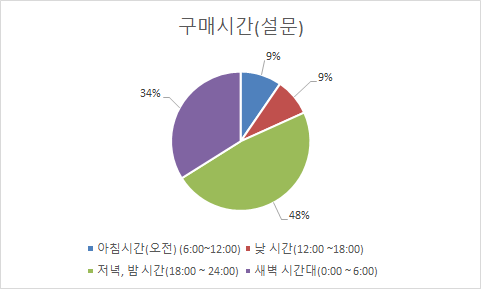 구매시간(설문)
9%
9%
34%
48%
아침시간(오전) (6:00~12:00) 낮 시간(12:00 ~18:00)
저녁, 밤 시간(18:00 ~ 24:00) 새벽 시간대(0:00 ~ 6:00)